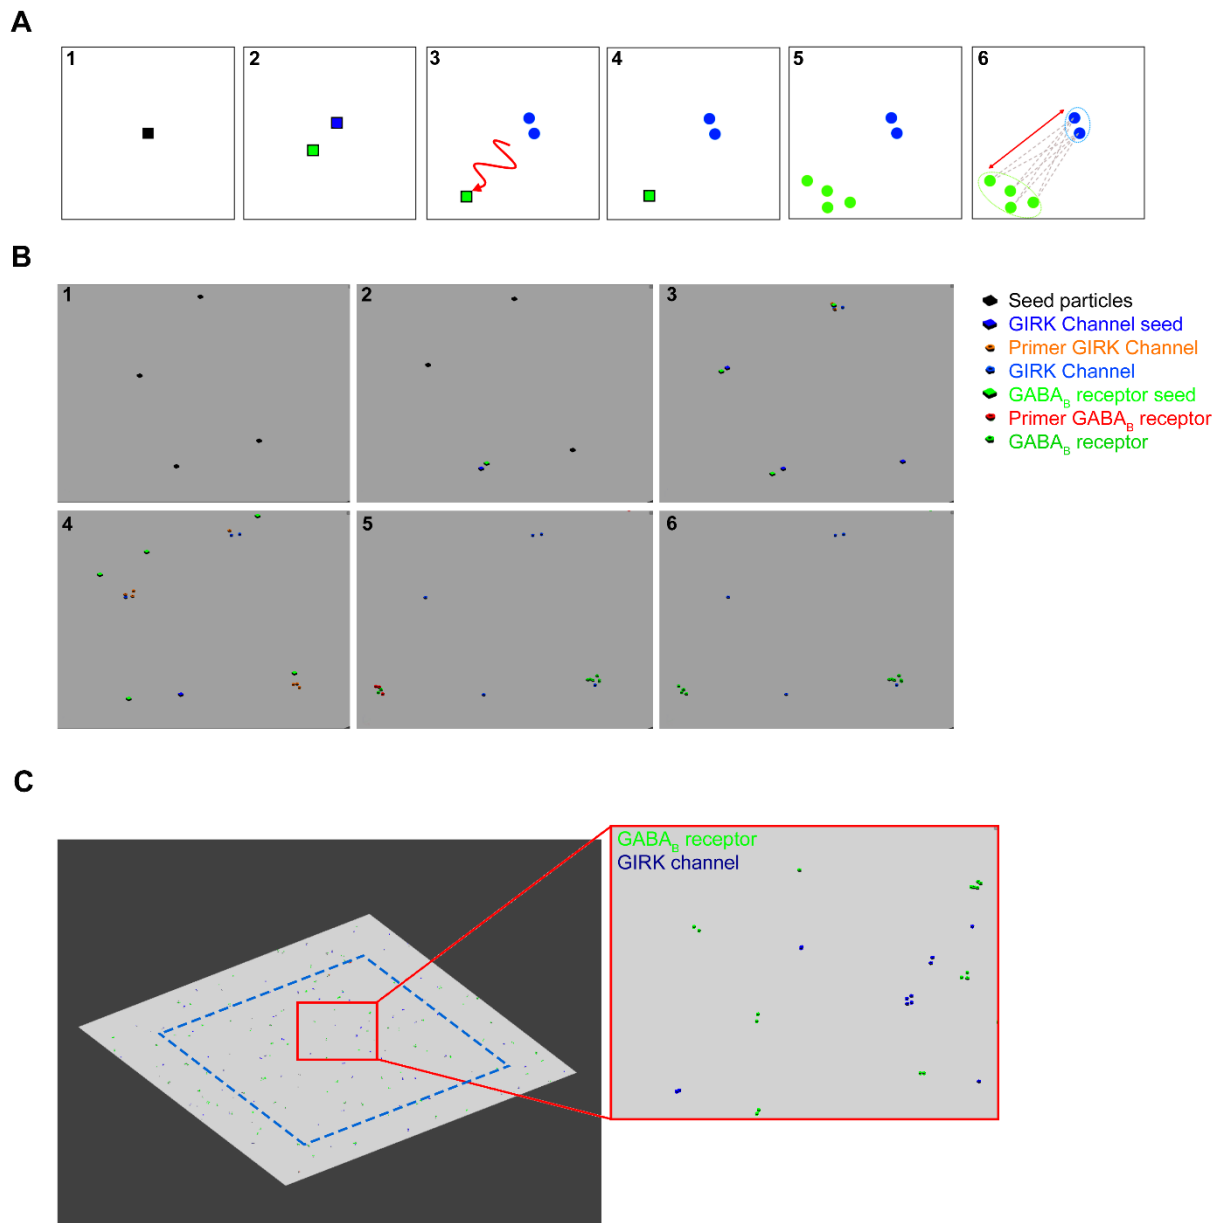 A
1 2 3 4 5 6
B
1 2 3
Seed particles
GIRK Channel seed
Primer GIRK Channel
GIRK Channel
GABAB receptor seed
Primer GABAB receptor
GABAB receptor
4 5 6
C
GABAB receptor
GIRK channel